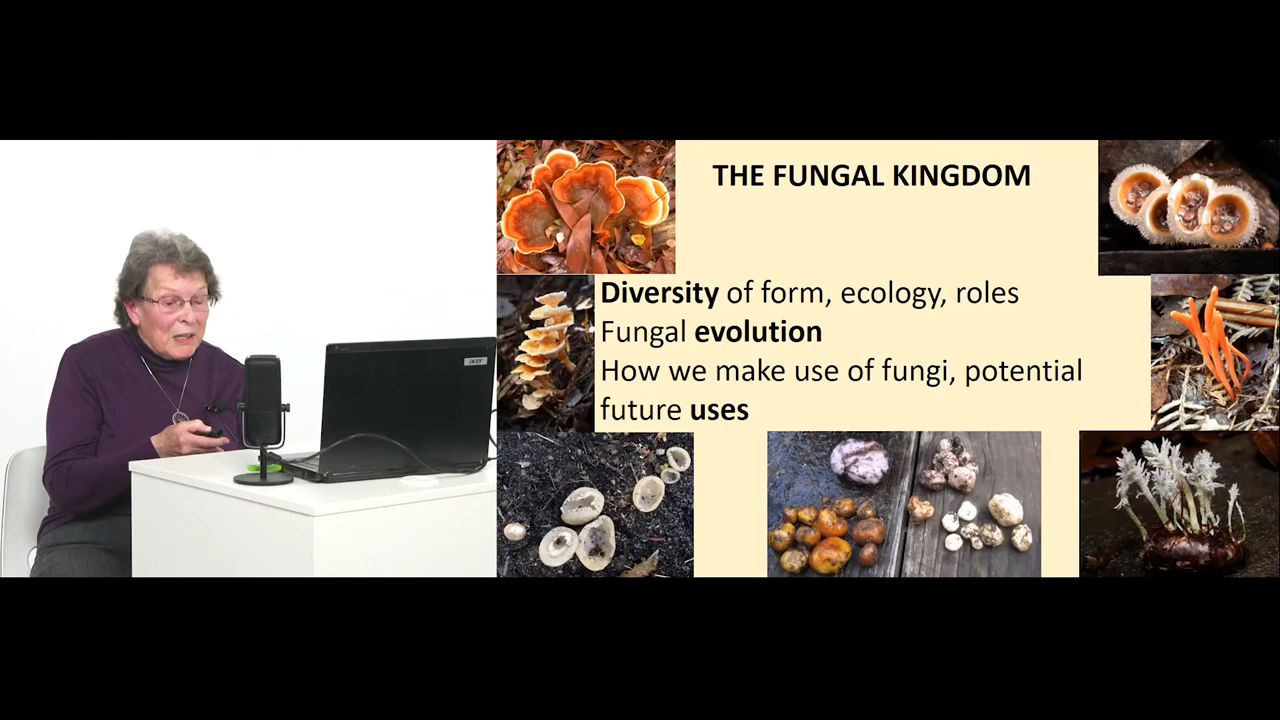 THE FUNGAL KINGDOM
Diversity of form, ecology, roles
Fungal evolution
How we make use of fungi, potential
future uses
acer